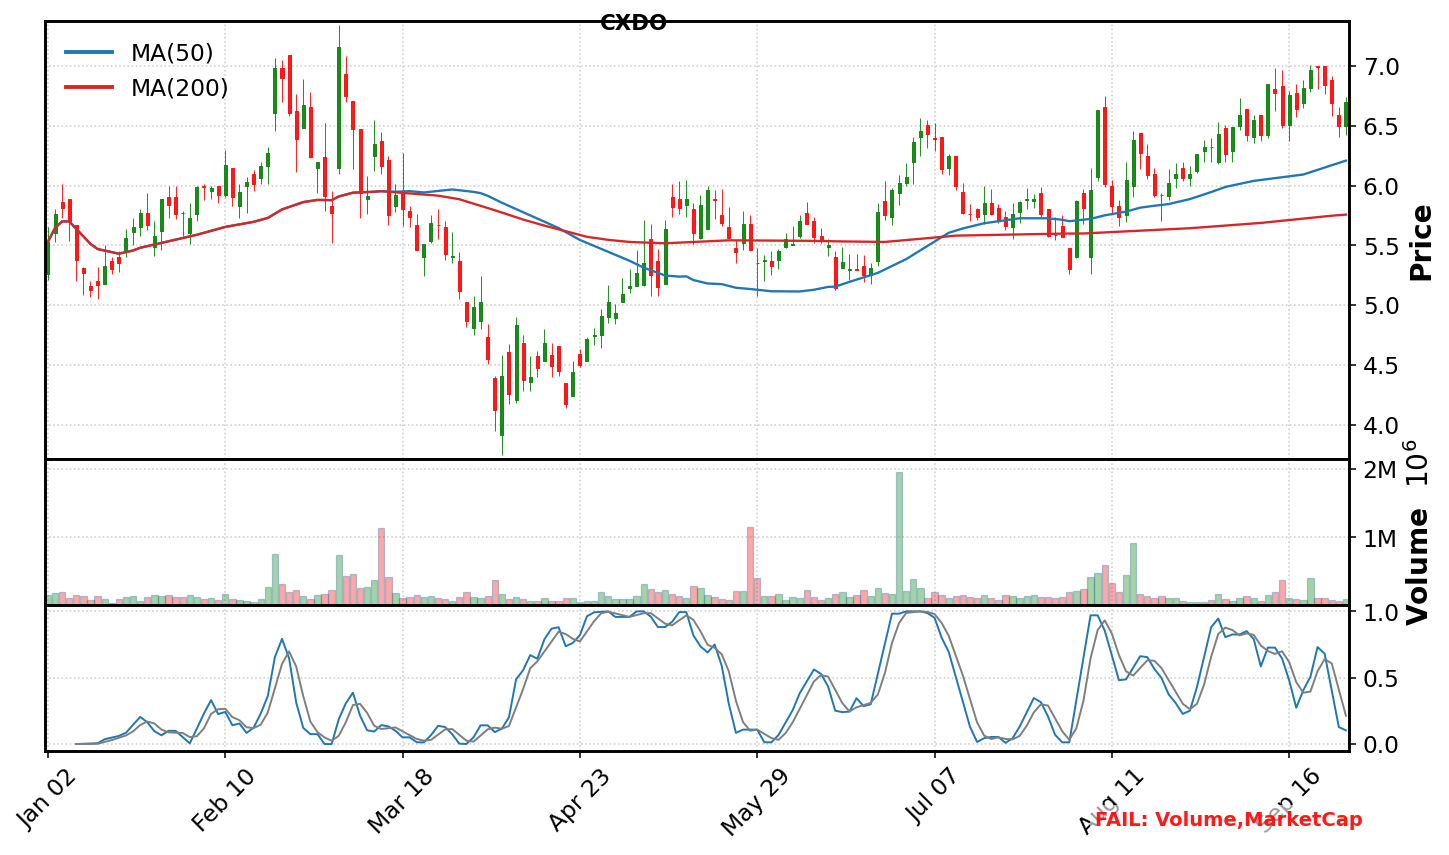 CXDO
MA(50)
MA(200)
7.0
6.5
6.0
5.5
5.0
4.5
4.0
Price
2M
1M
Volume 10^6
1.0
0.5
0.0
Jan 02
Feb 10
Mar 18
Apr 23
May 29
Jul 07
Aug 11
Sep 16
FAIL: Volume,MarketCap